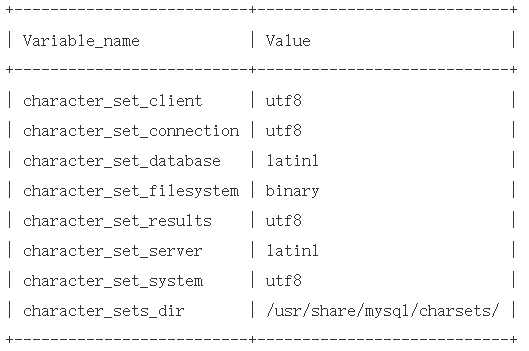 +--------------------------+----------------------------+
| Variable_name | Value |
+--------------------------+----------------------------+
| character_set_client | utf8 |
| character_set_connection | utf8 |
| character_set_database | latin1 |
| character_set_filesystem | binary |
| character_set_results | utf8 |
| character_set_server | latin1 |
| character_set_system | utf8 |
| character_sets_dir | /usr/share/mysql/charsets/ |
+--------------------------+----------------------------+